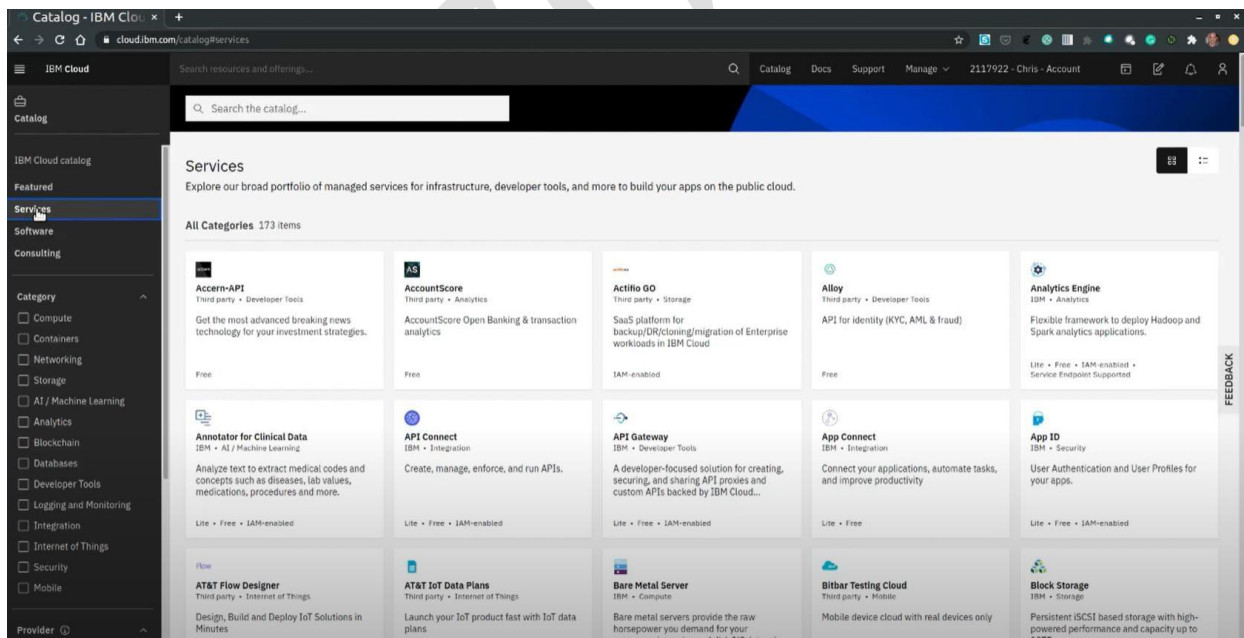 Catalog - IBM Clou
cloud.ibm.com/catalog#services
IBM Cloud
Search resources and offerings...
Catalog
Docs
Support
Manage
2117922 - Chris - Account
Catalog
IBM Cloud catalog
Featured
Services
Software
Consulting
Category
Compute
Containers
Networking
Storage
AI / Machine Learning
Analytics
Blockchain
Databases
Developer Tools
Logging and Monitoring
Integration
Internet of Things
Security
Mobile
Provider
Search the catalog...
Services
Explore our broad portfolio of managed services for infrastructure, developer tools, and more to build your apps on the public cloud.
All Categories 173 items
Accern-API
Third party • Developer Tools
Get the most advanced breaking news
technology for your investment strategies.
Free
AS
AccountScore
Third party • Analytics
AccountScore Open Banking & transaction
analytics
Free
Actifio GO
Third party • Storage
SaaS platform for
backup/DR/cloning/migration of Enterprise
workloads in IBM Cloud
IAM-enabled
Alloy
Third party • Developer Tools
API for identity (KYC, AML & fraud)
Free
Analytics Engine
IBM • Analytics
Flexible framework to deploy Hadoop and
Spark analytics applications.
Lite • Free • IAM-enabled •
Service Endpoint Supported
Annotator for Clinical Data
IBM • AI / Machine Learning
Analyze text to extract medical codes and
concepts such as diseases, lab values,
medications, procedures and more.
Lite • Free • IAM-enabled
API Connect
IBM • Integration
Create, manage, enforce, and run APIs.
Lite • Free • IAM-enabled
API Gateway
IBM • Developer Tools
A developer-focused solution for creating,
securing, and sharing API proxies and
custom APIs backed by IBM Cloud...
Lite • Free • IAM-enabled
App Connect
IBM • Integration
Connect your applications, automate tasks,
and improve productivity
Lite • Free
App ID
IBM • Security
User Authentication and User Profiles for
your apps.
Lite • Free • IAM-enabled
Flow
AT&T Flow Designer
Third party • Internet of Things
Design, Build and Deploy IoT Solutions in
Minutes
AT&T IoT Data Plans
Third party • Internet of Things
Launch your IoT product fast with IoT data
plans
Bare Metal Server
IBM • Compute
Bare metal servers provide the raw
horsepower you demand for your
Bitbar Testing Cloud
Third party • Mobile
Mobile device cloud with real devices only
Block Storage
IBM • Storage
Persistent iSCSI based storage with high-
powered performance and capacity up to
FEEDBACK